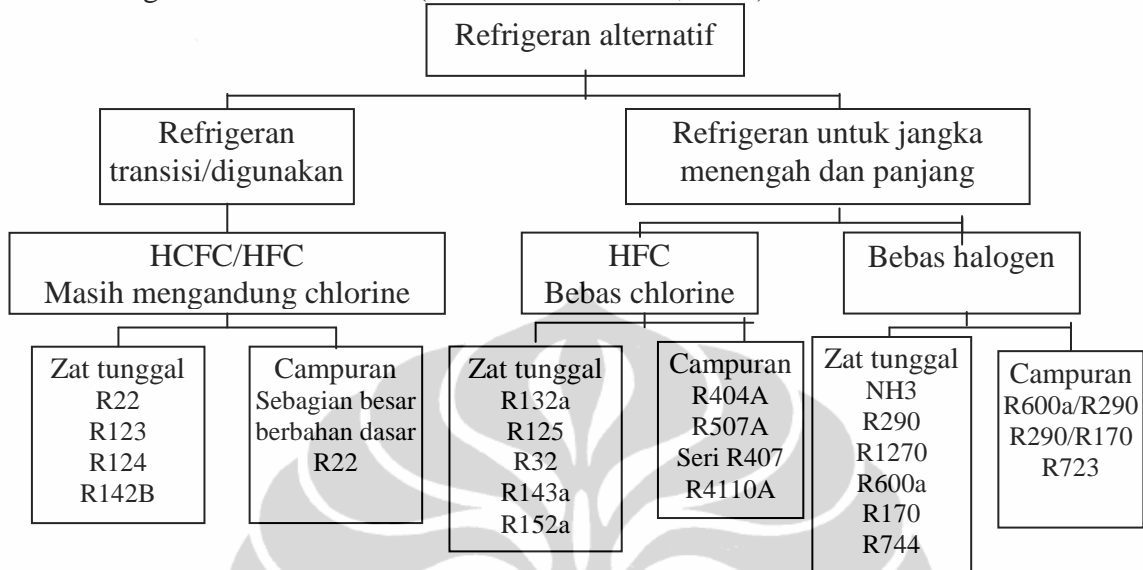 Refrigeran alternatif
Refrigeran
transisi/digunakan
Refrigeran untuk jangka
menengah dan panjang
HCFC/HFC
Masih mengandung chlorine
HFC
Bebas chlorine
Bebas halogen
Zat tunggal
R22
R123
R124
R142B
Campuran
Sebagian besar
berbahan dasar
R22
Zat tunggal
R132a
R125
R32
R143a
R152a
Campuran
R404A
R507A
Seri R407
R4110A
Zat tunggal
NH3
R290
R1270
R600a
R170
R744
Campuran
R600a/R290
R290/R170
R723